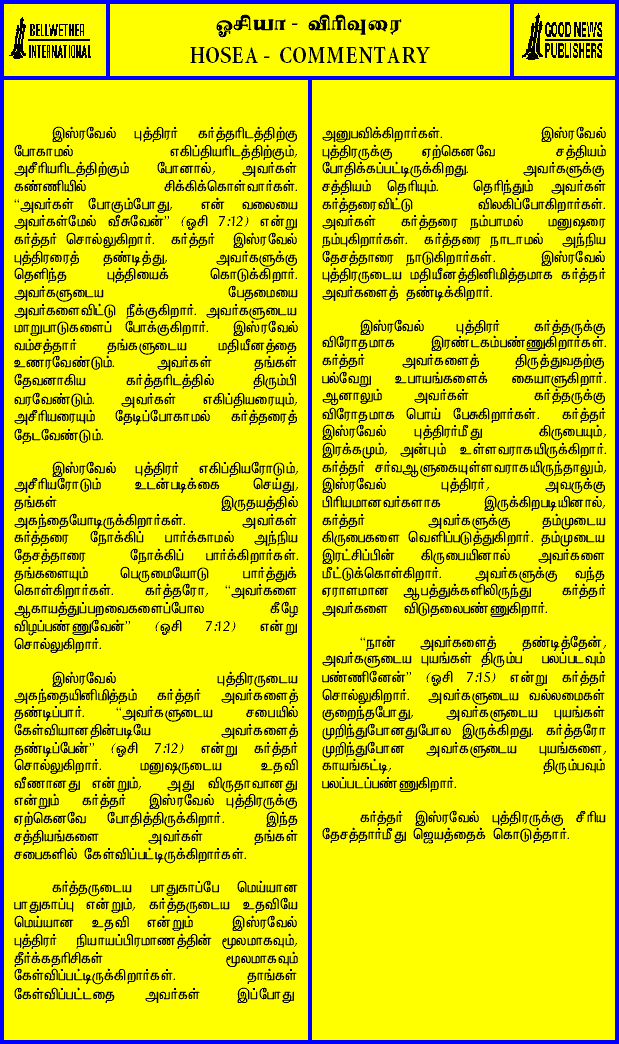 BELLWETHER
INTERNATIONAL
ஓசியா - விரிவுரை
HOSEA - COMMENTARY
GOOD NEWS
PUBLISHERS
இஸ்ரவேல் புத்திரர் கர்த்தரிடத்திற்கு
போகாமல் எகிப்தியரிடத்திற்கும்,
அசீரியரிடத்திற்கும் போனால், அவர்கள்
கண்ணியில் சிக்கிக்கொள்வார்கள்.
“அவர்கள் போகும்போது, என் வலையை
அவர்கள்மேல் வீசுவேன்” (ஓசி 7:12) என்று
கர்த்தர் சொல்லுகிறார். கர்த்தர் இஸ்ரவேல்
புத்திரரைத் தண்டித்து, அவர்களுக்கு
தெளிந்த புத்தியைக் கொடுக்கிறார்.
அவர்களுடைய பேதமையை
அவர்களைவிட்டு நீக்குகிறார். அவர்களுடைய
மாறுபாடுகளைப் போக்குகிறார். இஸ்ரவேல்
வம்சத்தார் தங்களுடைய மதியீனத்தை
உணரவேண்டும். அவர்கள் தங்கள்
தேவனாகிய கர்த்தரிடத்தில் திரும்பி
வரவேண்டும். அவர்கள் எகிப்தியரையும்,
அசீரியரையும் தேடிப்போகாமல் கர்த்தரைத்
தேடவேண்டும்.
இஸ்ரவேல் புத்திரர் எகிப்தியரோடும்,
அசீரியரோடும் உடன்படிக்கை செய்து,
தங்கள் இருதயத்தில்
அகந்தையோடிருக்கிறார்கள். அவர்கள்
கர்த்தரை நோக்கிப் பார்க்காமல் அந்நிய
தேசத்தாரை நோக்கிப் பார்க்கிறார்கள்.
தங்களையும் பெருமையோடு பார்த்துக்
கொள்கிறார்கள். கர்த்தரோ, “அவர்களை
ஆகாயத்துப்பறவைகளைப்போல கீழே
விழப்பண்ணுவேன்” (ஓசி 7:12) என்று
சொல்லுகிறார்.
இஸ்ரவேல் புத்திரருடைய
அகந்தையினிமித்தம் கர்த்தர் அவர்களைத்
தண்டிப்பார். “அவர்களுடைய சபையில்
கேள்வியானதின்படியே அவர்களைத்
தண்டிப்பேன்” (ஓசி 7:12) என்று கர்த்தர்
சொல்லுகிறார். மனுஷருடைய உதவி
வீணானது என்றும், அது விருதாவானது
என்றும் கர்த்தர் இஸ்ரவேல் புத்திரருக்கு
ஏற்கெனவே போதித்திருக்கிறார். இந்த
சத்தியங்களை அவர்கள் தங்கள்
சபைகளில் கேள்விப்பட்டிருக்கிறார்கள்.
கர்த்தருடைய பாதுகாப்பே மெய்யான
பாதுகாப்பு என்றும், கர்த்தருடைய உதவியே
மெய்யான உதவி என்றும் இஸ்ரவேல்
புத்திரர் நியாயப்பிரமாணத்தின் மூலமாகவும்,
தீர்க்கதரிசிகள் மூலமாகவும்
கேள்விப்பட்டிருக்கிறார்கள். தாங்கள்
கேள்விப்பட்டதை அவர்கள் இப்போது
அனுபவிக்கிறார்கள். இஸ்ரவேல்
புத்திரருக்கு ஏற்கெனவே சத்தியம்
போதிக்கப்பட்டிருக்கிறது. அவர்களுக்கு
சத்தியம் தெரியும். தெரிந்தும் அவர்கள்
கர்த்தரைவிட்டு விலகிப்போகிறார்கள்.
அவர்கள் கர்த்தரை நம்பாமல் மனுஷரை
நம்புகிறார்கள். கர்த்தரை நாடாமல் அந்நிய
தேசத்தாரை நாடுகிறார்கள். இஸ்ரவேல்
புத்திரருடைய மதியீனத்தினிமித்தமாக கர்த்தர்
அவர்களைத் தண்டிக்கிறார்.
இஸ்ரவேல் புத்திரர் கர்த்தருக்கு
விரோதமாக இரண்டகம்பண்ணுகிறார்கள்.
கர்த்தர் அவர்களைத் திருத்துவதற்கு
பல்வேறு உபாயங்களைக் கையாளுகிறார்.
ஆனாலும் அவர்கள் கர்த்தருக்கு
விரோதமாக பொய் பேசுகிறார்கள். கர்த்தர்
இஸ்ரவேல் புத்திரர்மீது கிருபையும்,
இரக்கமும், அன்பும் உள்ளவராகயிருக்கிறார்.
கர்த்தர் சர்வஆளுகையுள்ளவராகயிருந்தாலும்,
இஸ்ரவேல் புத்திரர், அவருக்கு
பிரியமானவர்களாக இருக்கிறபடியினால்,
கர்த்தர் அவர்களுக்கு தம்முடைய
கிருபைகளை வெளிப்படுத்துகிறார். தம்முடைய
இரட்சிப்பின் கிருபையினால் அவர்களை
மீட்டுக்கொள்கிறார். அவர்களுக்கு வந்த
ஏராளமான ஆபத்துக்களிலிருந்து கர்த்தர்
அவர்களை விடுதலைபண்ணுகிறார்.
“நான் அவர்களைத் தண்டித்தேன்,
அவர்களுடைய புயங்கள் திரும்ப பலப்படவும்
பண்ணினேன்” (ஓசி 7:15) என்று கர்த்தர்
சொல்லுகிறார். அவர்களுடைய வல்லமைகள்
குறைந்தபோது, அவர்களுடைய புயங்கள்
முறிந்துபோனதுபோல இருக்கிறது. கர்த்தரோ
முறிந்துபோன அவர்களுடைய புயங்களை,
காயங்கட்டி, திரும்பவும்
பலப்படப்பண்ணுகிறார்.
கர்த்தர் இஸ்ரவேல் புத்திரருக்கு சீரிய
தேசத்தார்மீது ஜெயத்தைக் கொடுத்தார்.